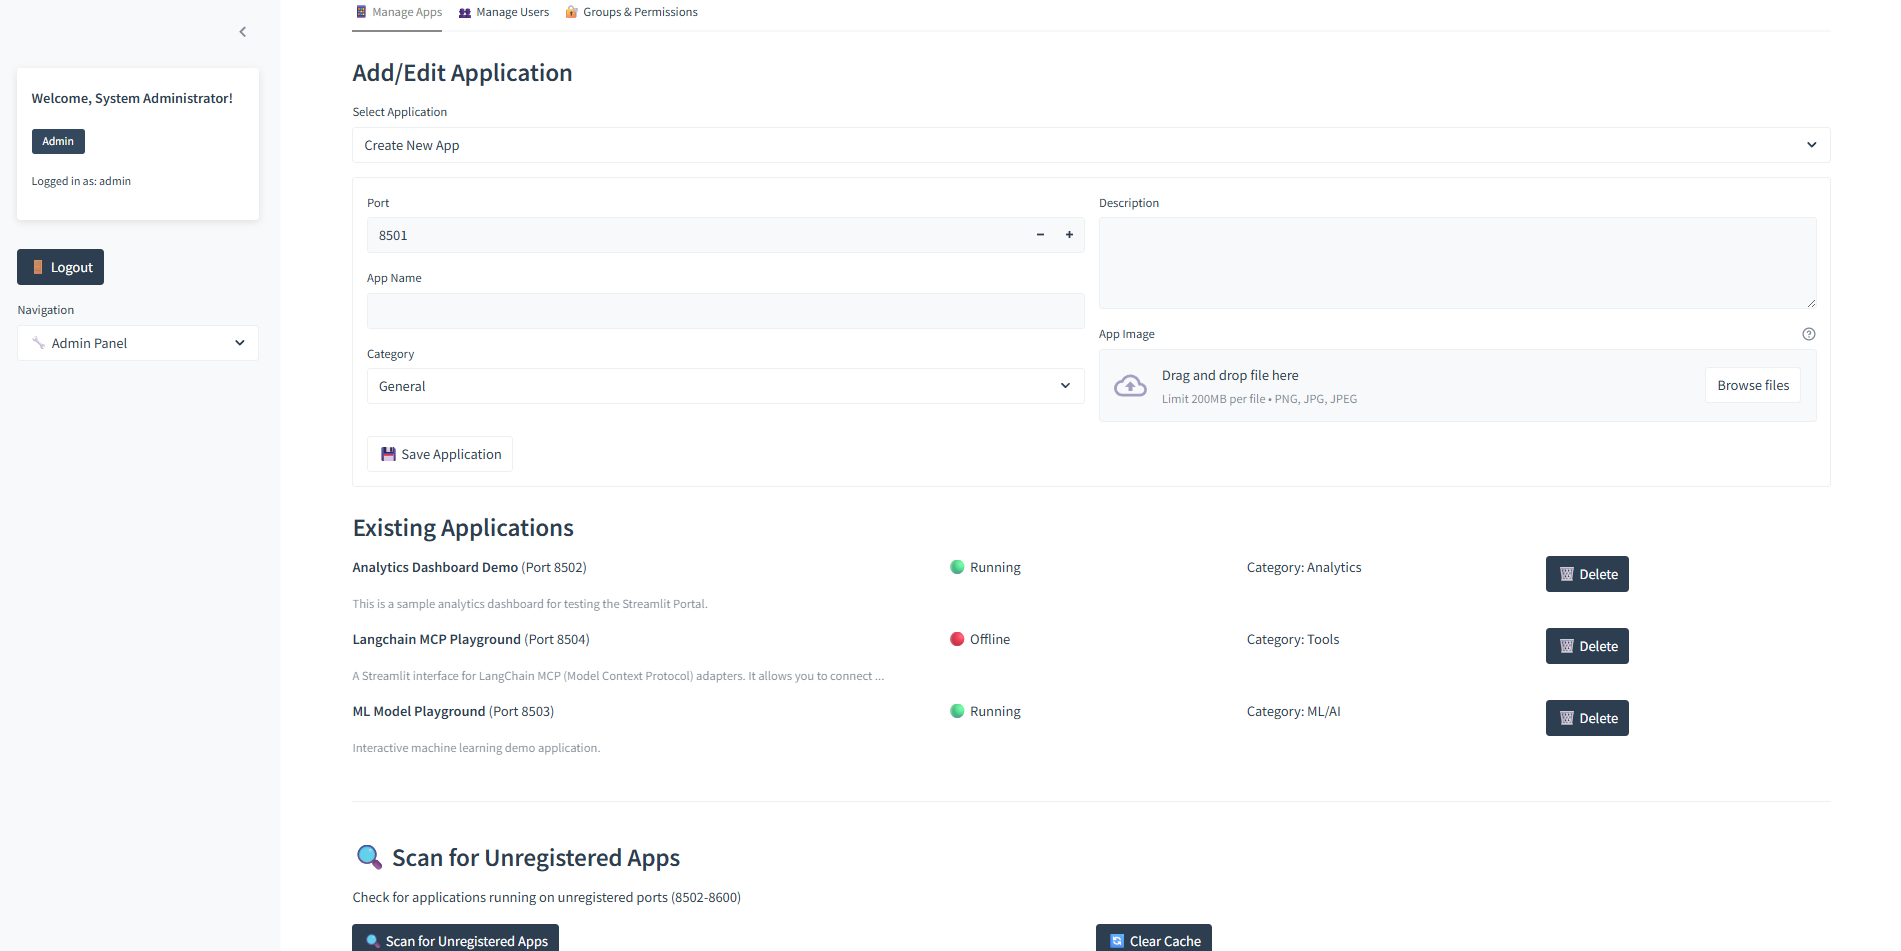 Manage Apps
Manage Users
Groups & Permissions
Welcome, System Administrator!
Admin
Logged in as: admin
Logout
Navigation
Admin Panel
Add/Edit Application
Select Application
Create New App
Port
8501
App Name
Category
General
Description
App Image
Drag and drop file here
Limit 200MB per file • PNG, JPG, JPEG
Browse files
Save Application
Existing Applications
Analytics Dashboard Demo (Port 8502)
Running
Category: Analytics
Delete
This is a sample analytics dashboard for testing the Streamlit Portal.
Langchain MCP Playground (Port 8504)
Offline
Category: Tools
Delete
A Streamlit interface for LangChain MCP (Model Context Protocol) adapters. It allows you to connect ...
ML Model Playground (Port 8503)
Running
Category: ML/AI
Delete
Interactive machine learning demo application.
Scan for Unregistered Apps
Check for applications running on unregistered ports (8502-8600)
Scan for Unregistered Apps
Clear Cache